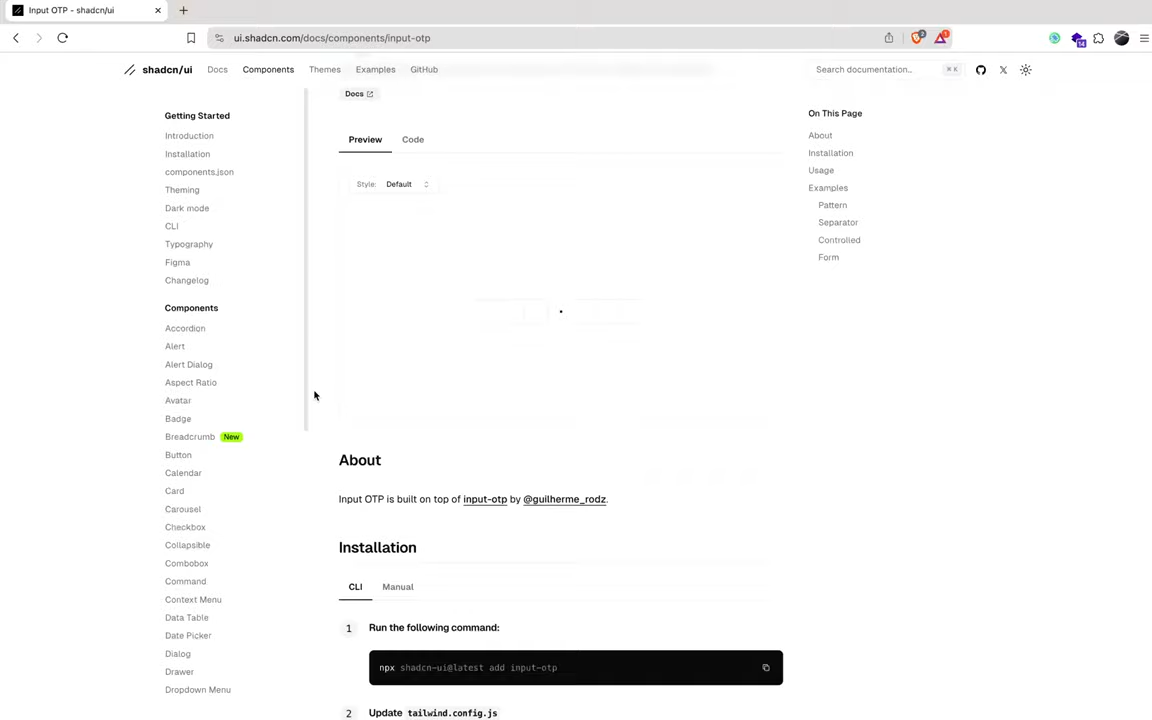 Input OTP - shadcn/ui
ui.shadcn.com/docs/components/input-otp
2
1
14
shadcn/ui
Docs
Components
Themes
Examples
GitHub
Search documentation...
⌘ K
Getting Started
Introduction
Installation
components.json
Theming
Dark mode
CLI
Typography
Figma
Changelog
Components
Accordion
Alert
Alert Dialog
Aspect Ratio
Avatar
Badge
Breadcrumb New
Button
Calendar
Card
Carousel
Checkbox
Collapsible
Combobox
Command
Context Menu
Data Table
Date Picker
Dialog
Drawer
Dropdown Menu
Docs
Preview
Code
Style: Default
About
Input OTP is built on top of input-otp by @guilherme_rodz.
Installation
CLI
Manual
1 Run the following command:
npx shadcn-ui@latest add input-otp
2 Update tailwind.config.js
On This Page
About
Installation
Usage
Examples
Pattern
Separator
Controlled
Form